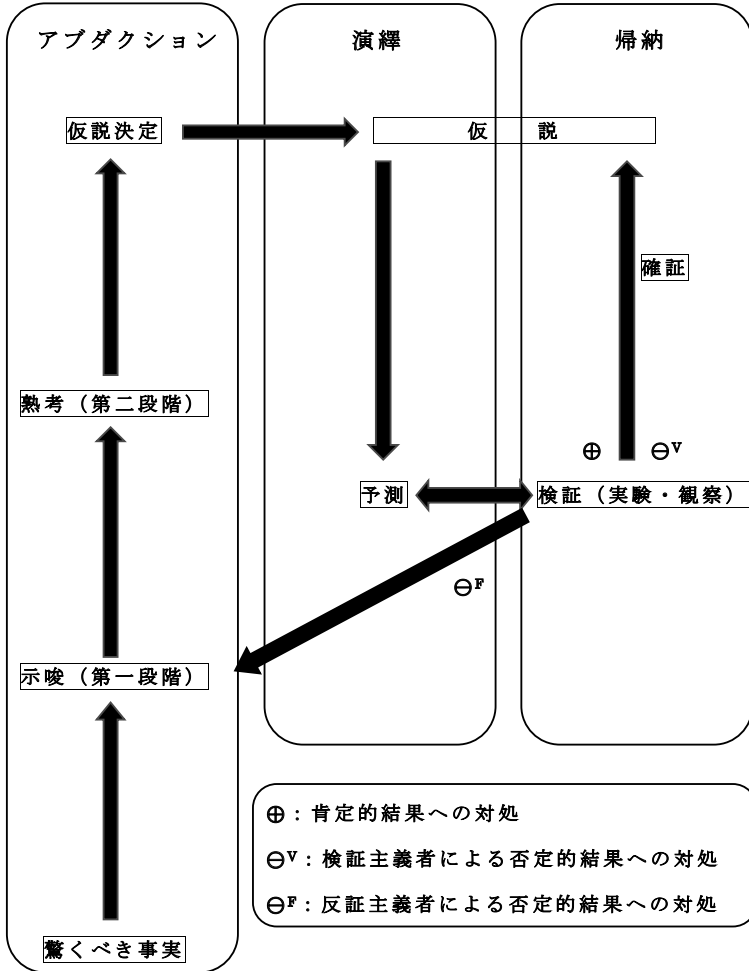 アブダクション
演繹
帰納
仮説決定
仮説
確証
熟考（第二段階）
⊕
⊖V
予測
検証（実験・観察）
⊖F
示唆（第一段階）
⊕：肯定的結果への対処
⊖V：検証主義者による否定的結果への対処
⊖F：反証主義者による否定的結果への対処
驚くべき事実